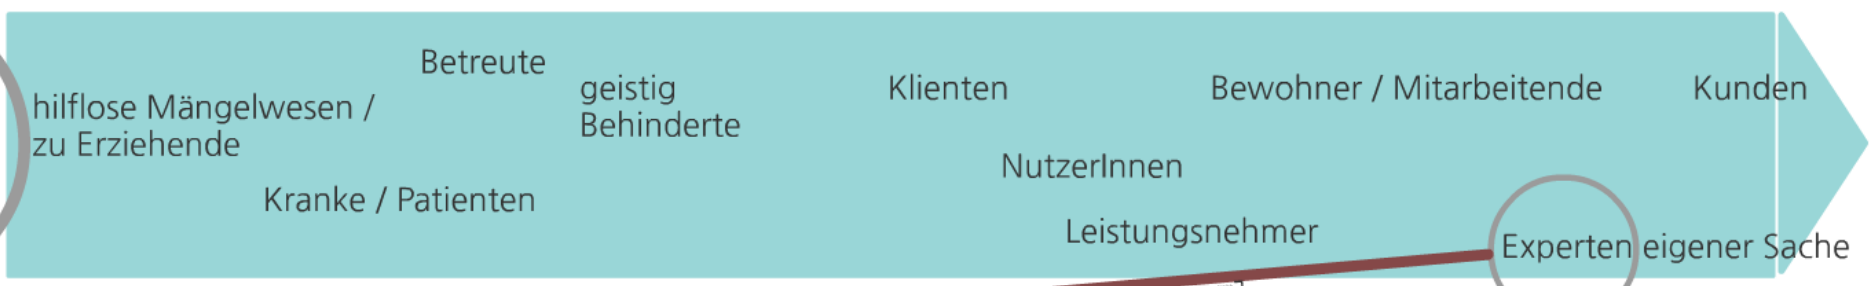 Betreute
hilflose Mängelwesen /
zu Erziehende
geistig
Behinderte
Klienten
Bewohner / Mitarbeitende
Kunden
NutzerInnen
Kranke / Patienten
Leistungsnehmer
Experten eigener Sache